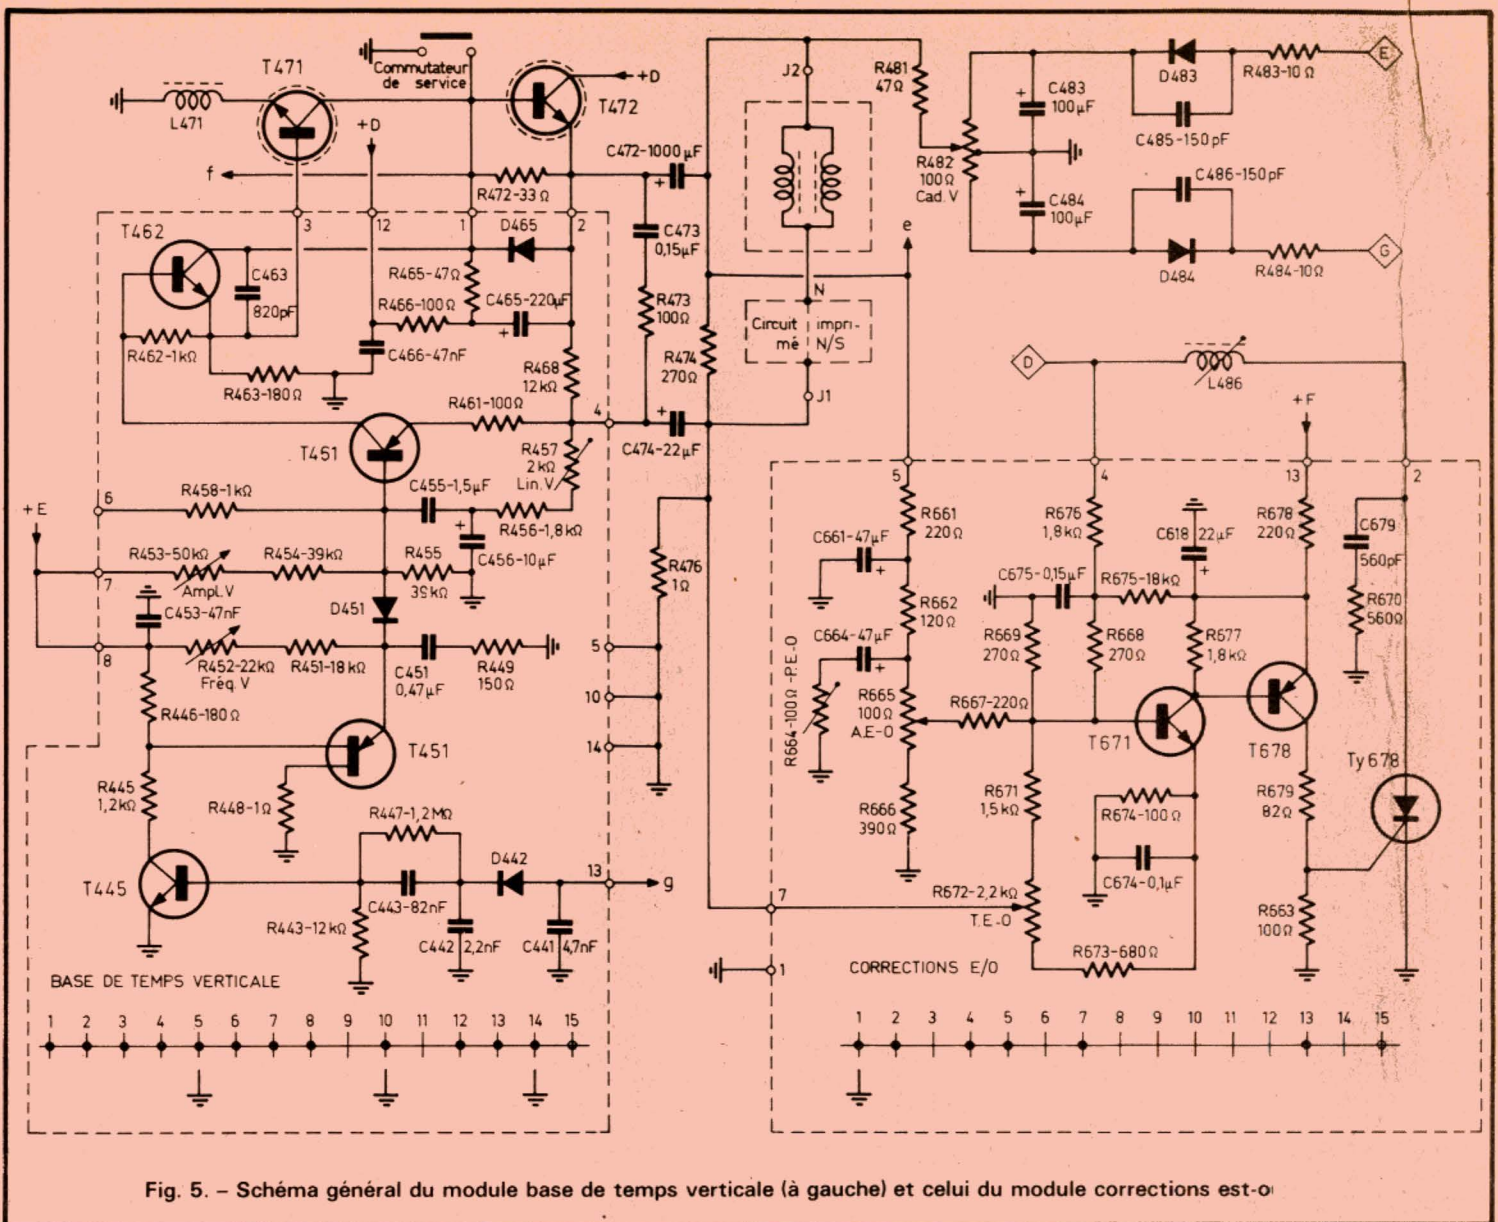 T471
Commutateur
de service
+D
T472
L471
+D
f
R472-33Ω
C472-1000µF
J2
R481
47Ω
R482
100Ω
Cad.V
C483
100µF
C484
100µF
D483
R483-10Ω
E
C485-150pF
C486-150pF
D484
R484-10Ω
G
3
12
1
2
T462
C463
820pF
D465
R465-47Ω
R466-100Ω
C465-220µF
C466-47nF
R462-1kΩ
R463-180Ω
R461-100Ω
R468
12kΩ
C473
0,15µF
R473
100Ω
R474
270Ω
e
N
Circuit impri-
mé N/S
J1
D
L486
+F
4
C474-22µF
T451
R457
2kΩ
Lin.V
6
R458-1kΩ
C455-1,5µF
R456-1,8kΩ
C456-10µF
+E
7
R453-50kΩ
Ampl.V
R454-39kΩ
R455
39kΩ
C453-47nF
D451
8
R452-22kΩ
Fréq.V
R451-18kΩ
C451
0,47µF
R449
150Ω
R476
1Ω
5
10
14
R446-180Ω
T451
R445
1,2kΩ
R448-1Ω
R447-1,2MΩ
D442
13
g
T445
C443-82nF
R443-12kΩ
C442 2,2nF
C441 4,7nF
BASE DE TEMPS VERTICALE
1 2 3 4 5 6 7 8 9 10 11 12 13 14 15
5
4
13
2
R661
220Ω
C661-47µF
R662
120Ω
C664-47µF
R664-100Ω-P.E.O
R665
100Ω
A.E-O
R667-220Ω
R666
390Ω
R676
1,8kΩ
C618 22µF
R678
220Ω
C679
560pF
C675-0,15µF
R675-18kΩ
R670
560Ω
R669
270Ω
R668
270Ω
R677
1,8kΩ
T671
T678
Ty678
R671
1,5kΩ
R674-100Ω
C674-0,1µF
R679
82Ω
R672-2,2kΩ
T.E-O
R663
100Ω
7
1
R673-680Ω
CORRECTIONS E/O
1 2 3 4 5 6 7 8 9 10 11 12 13 14 15
Fig. 5. – Schéma général du module base de temps verticale (à gauche) et celui du module corrections est-o